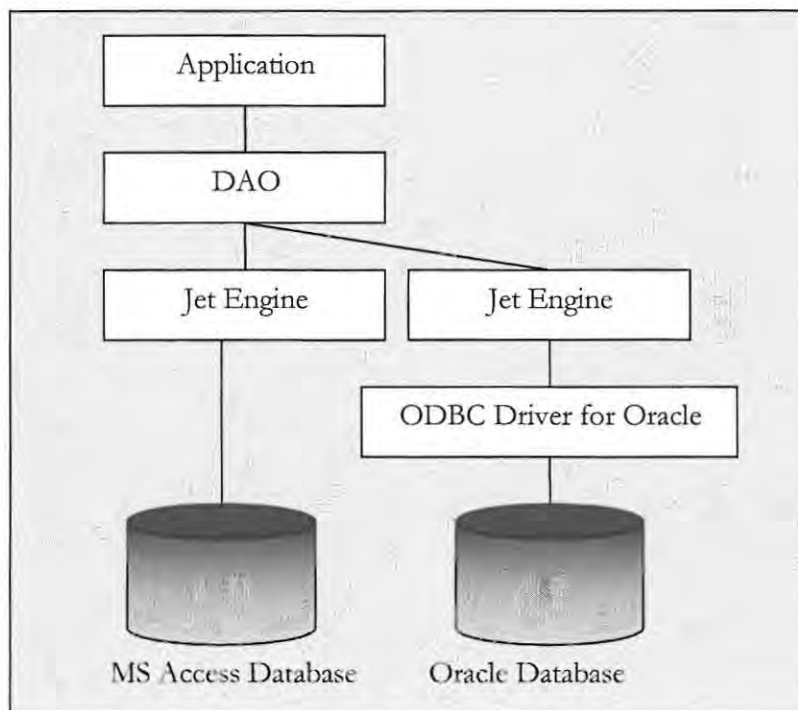 Application
DAO
Jet Engine
Jet Engine
ODBC Driver for Oracle
MS Access Database
Oracle Database